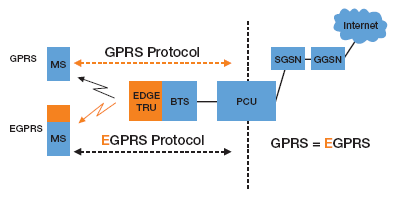 Internet
GPRS
MS
GPRS Protocol
SGSN
GGSN
EDGE
TRU
BTS
PCU
EGPRS
MS
EGPRS Protocol
GPRS = EGPRS